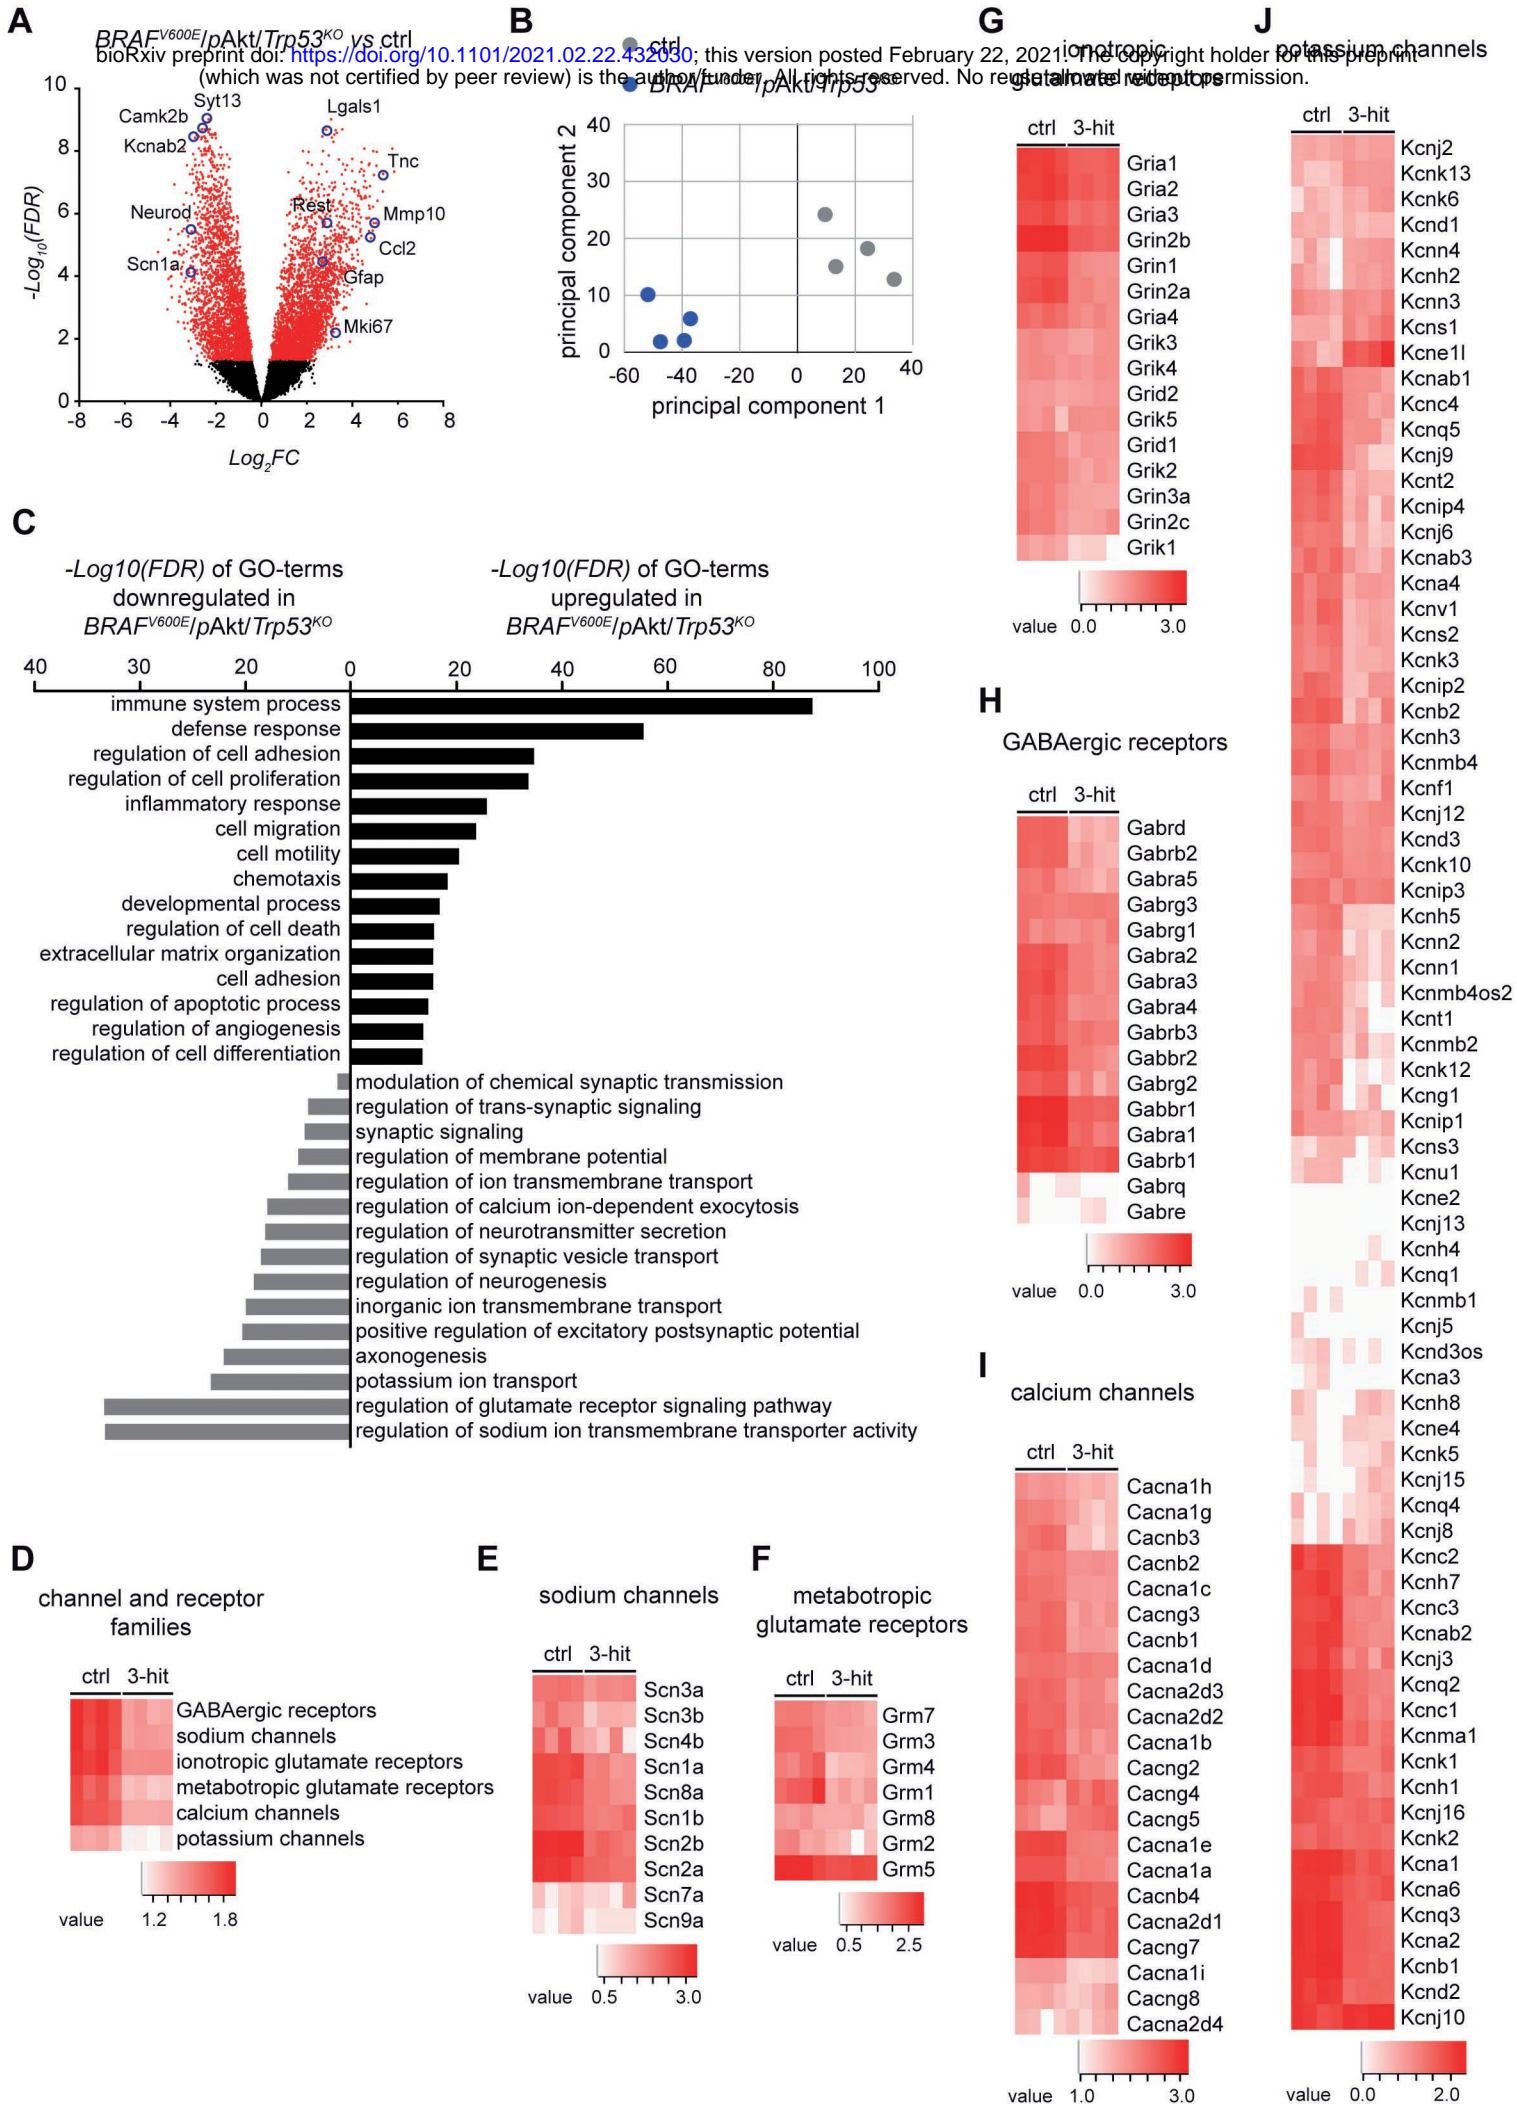 A
BRAFV600E/pAkt/Trp53KO vs ctrl
bioRxiv preprint doi: https://doi.org/10.1101/2021.02.22.432030; this version posted February 22, 2021. The copyright holder for this preprint
(which was not certified by peer review) is the author/funder. All rights reserved. No reuse allowed without permission.
10
8
6
4
2
0
-Log10(FDR)
-8 -6 -4 -2 0 2 4 6 8
Log2FC
Syt13
Camk2b
Kcnab2
Neurod
Scn1a
Lgals1
Tnc
Rest
Mmp10
Ccl2
Gfap
Mki67
B
ctrl
BRAFV600E/pAkt/Trp53KO
principal component 2
40
30
20
10
0
-60 -40 -20 0 20 40
principal component 1
C
-Log10(FDR) of GO-terms
downregulated in
BRAFV600E/pAkt/Trp53KO
-Log10(FDR) of GO-terms
upregulated in
BRAFV600E/pAkt/Trp53KO
40 30 20 0 20 40 60 80 100
immune system process
defense response
regulation of cell adhesion
regulation of cell proliferation
inflammatory response
cell migration
cell motility
chemotaxis
developmental process
regulation of cell death
extracellular matrix organization
cell adhesion
regulation of apoptotic process
regulation of angiogenesis
regulation of cell differentiation
modulation of chemical synaptic transmission
regulation of trans-synaptic signaling
synaptic signaling
regulation of membrane potential
regulation of ion transmembrane transport
regulation of calcium ion-dependent exocytosis
regulation of neurotransmitter secretion
regulation of synaptic vesicle transport
regulation of neurogenesis
inorganic ion transmembrane transport
positive regulation of excitatory postsynaptic potential
axonogenesis
potassium ion transport
regulation of glutamate receptor signaling pathway
regulation of sodium ion transmembrane transporter activity
D
channel and receptor
families
ctrl 3-hit
GABAergic receptors
sodium channels
ionotropic glutamate receptors
metabotropic glutamate receptors
calcium channels
potassium channels
value 1.2 1.8
E
sodium channels
ctrl 3-hit
Scn3a
Scn3b
Scn4b
Scn1a
Scn8a
Scn1b
Scn2b
Scn2a
Scn7a
Scn9a
value 0.5 3.0
F
metabotropic
glutamate receptors
ctrl 3-hit
Grm7
Grm3
Grm4
Grm1
Grm8
Grm2
Grm5
value 0.5 2.5
G
ionotropic
glutamate receptors
ctrl 3-hit
Gria1
Gria2
Gria3
Grin2b
Grin1
Grin2a
Gria4
Grik3
Grik4
Grid2
Grik5
Grid1
Grik2
Grin3a
Grin2c
Grik1
value 0.0 3.0
H
GABAergic receptors
ctrl 3-hit
Gabrd
Gabrb2
Gabra5
Gabrg3
Gabrg1
Gabra2
Gabra3
Gabra4
Gabrb3
Gabbr2
Gabrg2
Gabbr1
Gabra1
Gabrb1
Gabrq
Gabre
value 0.0 3.0
I
calcium channels
ctrl 3-hit
Cacna1h
Cacna1g
Cacnb3
Cacnb2
Cacna1c
Cacng3
Cacnb1
Cacna1d
Cacna2d3
Cacna2d2
Cacna1b
Cacng2
Cacng4
Cacng5
Cacna1e
Cacna1a
Cacnb4
Cacna2d1
Cacng7
Cacna1i
Cacng8
Cacna2d4
value 1.0 3.0
J
potassium channels
ctrl 3-hit
Kcnj2
Kcnk13
Kcnk6
Kcnd1
Kcnn4
Kcnh2
Kcnn3
Kcns1
Kcne1l
Kcnab1
Kcnc4
Kcnq5
Kcnj9
Kcnt2
Kcnip4
Kcnj6
Kcnab3
Kcna4
Kcnv1
Kcns2
Kcnk3
Kcnip2
Kcnb2
Kcnh3
Kcnmb4
Kcnf1
Kcnj12
Kcnd3
Kcnk10
Kcnip3
Kcnh5
Kcnn2
Kcnn1
Kcnmb4os2
Kcnt1
Kcnmb2
Kcnk12
Kcng1
Kcnip1
Kcns3
Kcnu1
Kcne2
Kcnj13
Kcnh4
Kcnq1
Kcnmb1
Kcnj5
Kcnd3os
Kcna3
Kcnh8
Kcne4
Kcnk5
Kcnj15
Kcnq4
Kcnj8
Kcnc2
Kcnh7
Kcnc3
Kcnab2
Kcnj3
Kcnq2
Kcnc1
Kcnma1
Kcnk1
Kcnh1
Kcnj16
Kcnk2
Kcna1
Kcna6
Kcnq3
Kcna2
Kcnb1
Kcnd2
Kcnj10
value 0.0 2.0